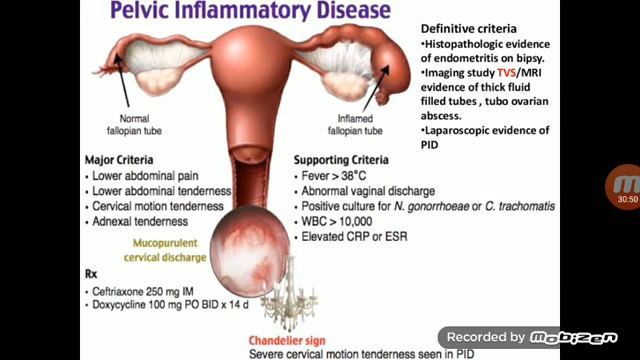 Pelvic Inflammatory Disease
Definitive criteria
•Histopathologic evidence
of endometritis on bipsy.
•Imaging study TVS/MRI
evidence of thick fluid
filled tubes , tubo ovarian
abscess.
•Laparoscopic evidence of
PID
Normal
fallopian tube
Inflamed
fallopian tube
Major Criteria
• Lower abdominal pain
• Lower abdominal tenderness
• Cervical motion tenderness
• Adnexal tenderness
Supporting Criteria
• Fever > 38°C
• Abnormal vaginal discharge
• Positive culture for N. gonorrhoeae or C. trachomatis
• WBC > 10,000
• Elevated CRP or ESR
Mucopurulent
cervical discharge
Rx
• Ceftriaxone 250 mg IM
• Doxycycline 100 mg PO BID x 14 d
Chandelier sign
Severe cervical motion tenderness seen in PID
30:50
Recorded by mobizen